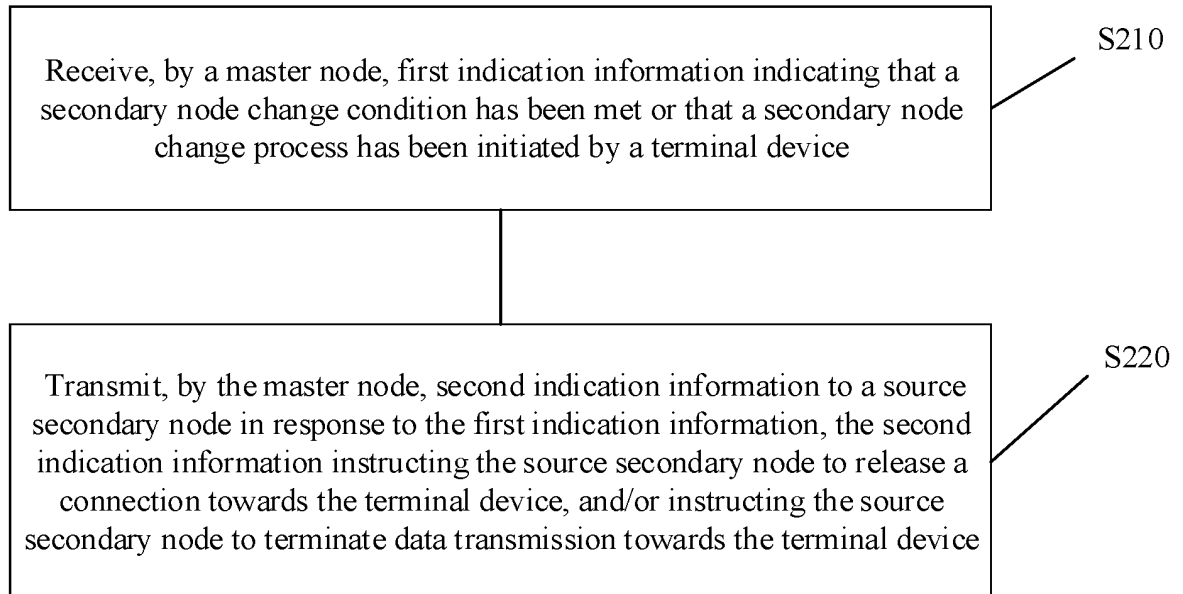 Receive, by a master node, first indication information indicating that a
secondary node change condition has been met or that a secondary node
change process has been initiated by a terminal device
S210
Transmit, by the master node, second indication information to a source
secondary node in response to the first indication information, the second
indication information instructing the source secondary node to release a
connection towards the terminal device, and/or instructing the source
secondary node to terminate data transmission towards the terminal device
S220